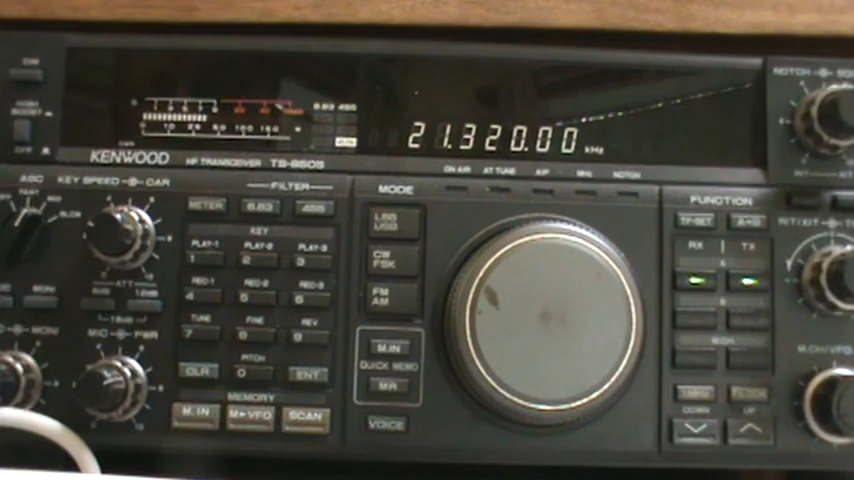 NOTCH
21.320.00 kHz
KENWOOD HF TRANSCEIVER TS-850S
ON AIR AT TUNE AIP NOTCH
AGC KEY SPEED CAR
FILTER
MODE
FUNCTION
METER 8.83 455
TF-SET
LSB
USB
KEY
RX TX
PLAY-1 PLAY-2 PLAY-3
1 2 3
CW
FSK
ATT
REC-1 REC-2 REC-3
4 5 6
FM
AM
MONI
TUNE FINE REV
7 8 9
MIC PWR
M.CH
M.IN
M.CH/VFO
PITCH
CLR 0 ENT
QUICK MEMO
MR
MEMORY
M.IN M►VFO SCAN
VOICE
DOWN UP